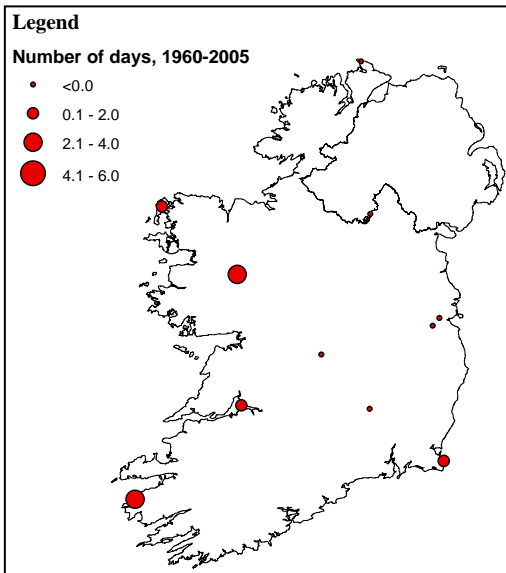 Legend
Number of days, 1960-2005
<0.0
0.1 - 2.0
2.1 - 4.0
4.1 - 6.0